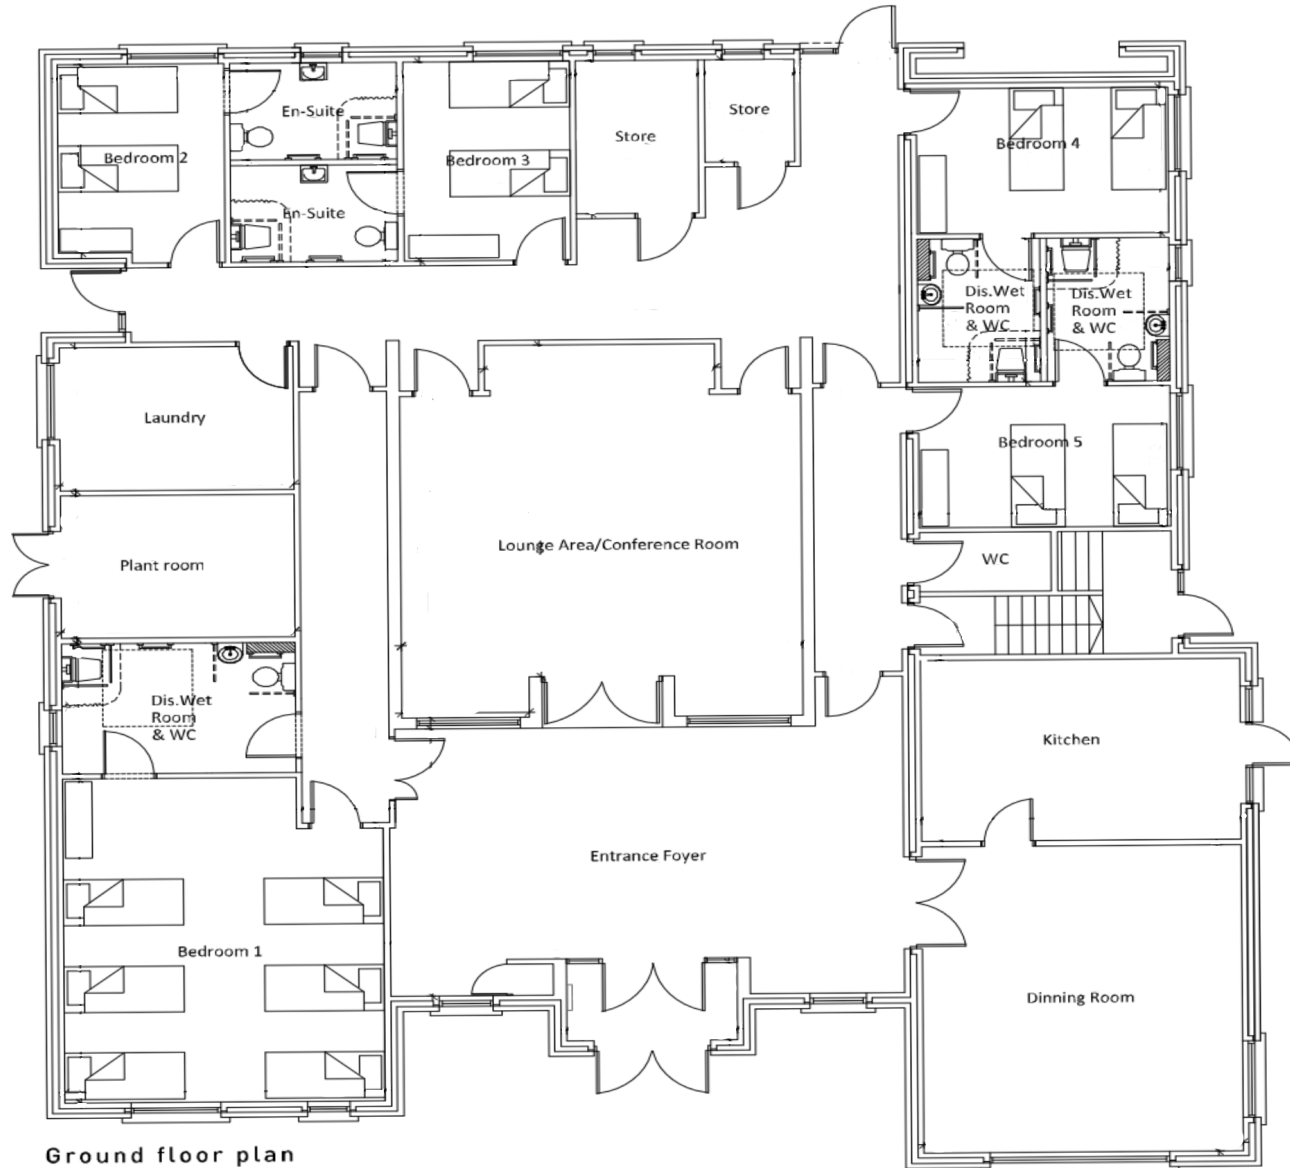 En-Suite
Store
Store
Bedroom 2
Bedroom 3
Bedroom 4
En-Suite
Dis.Wet
Room
& WC
Dis.Wet
Room
& WC
Laundry
Bedroom 5
Lounge Area/Conference Room
Plant room
WC
Dis.Wet
Room
& WC
Kitchen
Entrance Foyer
Bedroom 1
Dinning Room
Ground floor plan